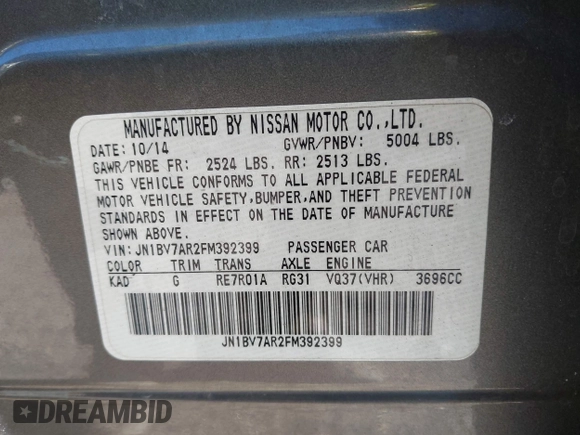 MANUFACTURED BY NISSAN MOTOR CO.,LTD.
DATE: 10/14 GVWR/PNBV: 5004 LBS.
GAWR/PNBE FR: 2524 LBS. RR: 2513 LBS.
THIS VEHICLE CONFORMS TO ALL APPLICABLE FEDERAL
MOTOR VEHICLE SAFETY,BUMPER,AND THEFT PREVENTION
STANDARDS IN EFFECT ON THE DATE OF MANUFACTURE
SHOWN ABOVE.
VIN: JN1BV7AR2FM392399 PASSENGER CAR
COLOR TRIM TRANS AXLE ENGINE
KAD G RE7R01A RG31 VQ37(VHR) 3696CC
JN1BV7AR2FM392399
DREAMBID